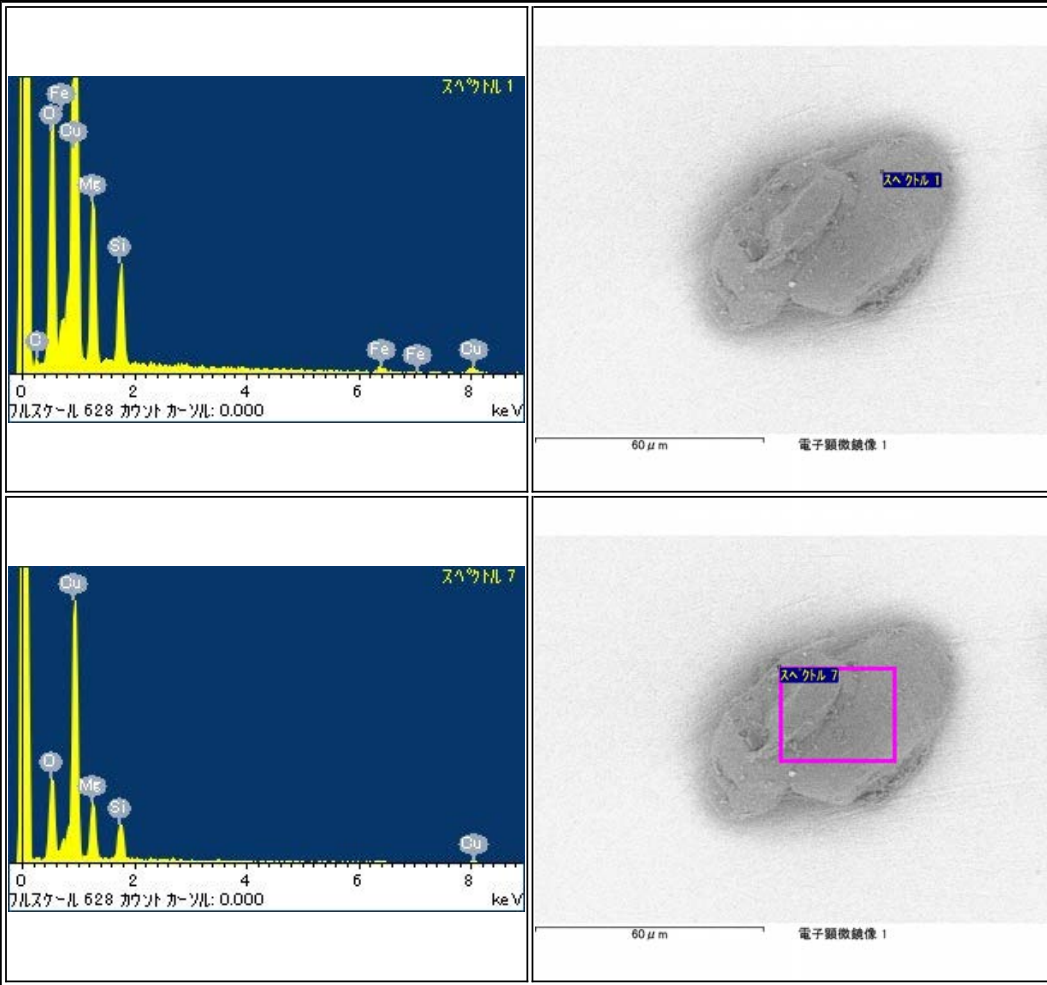 スペクトル 1
Fe
O
Cu
Mg
Si
C
Fe
Fe
Cu
0 2 4 6 8
フルスケール 628 カウント カーソル: 0.000 keV
スペクトル 1
60μm 電子顕微鏡像 1
スペクトル 7
Cu
O
Mg
Si
Cu
0 2 4 6 8
フルスケール 628 カウント カーソル: 0.000 keV
スペクトル 7
60μm 電子顕微鏡像 1